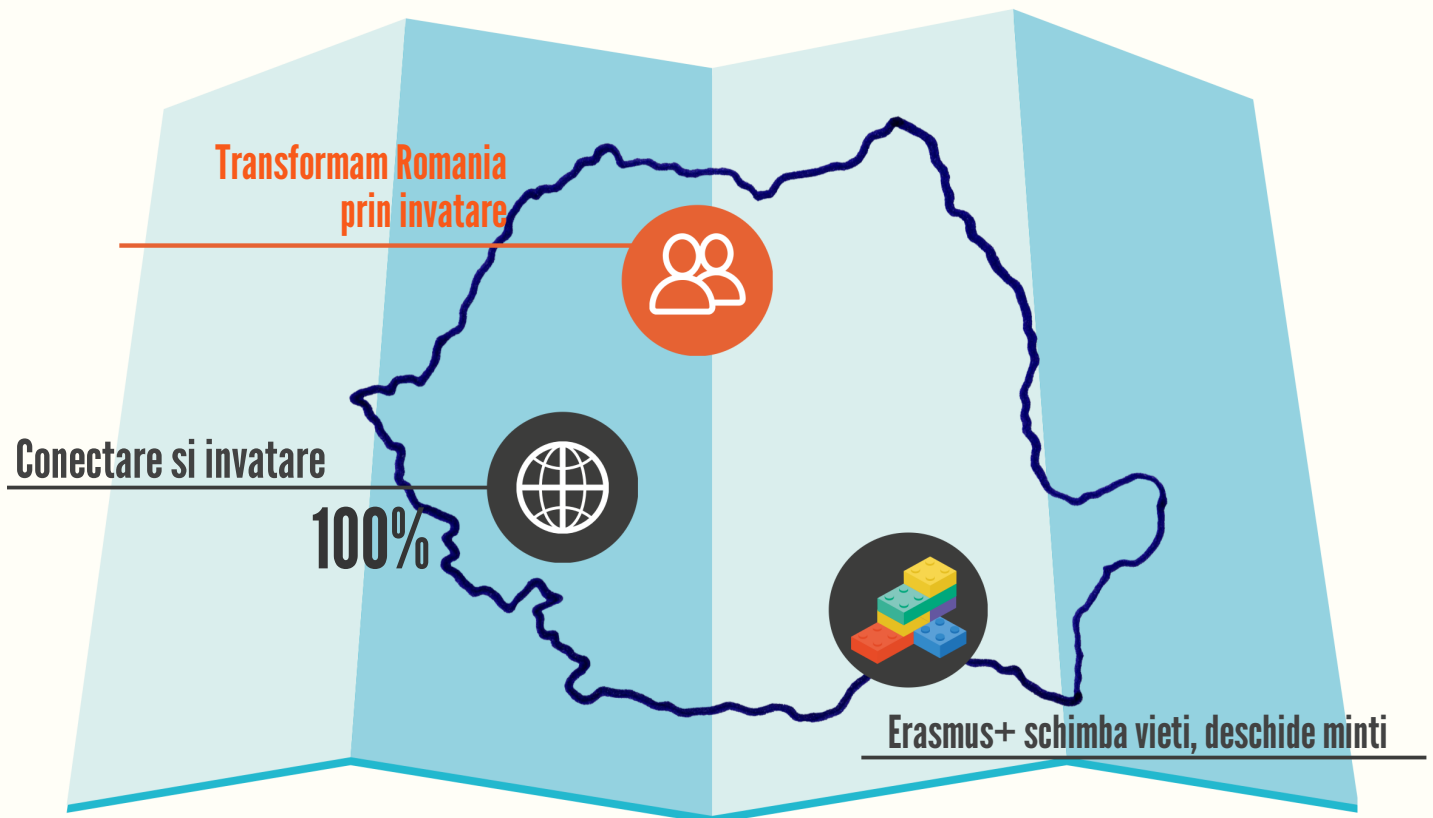 Transformam Romania
prin invatare
Conectare si invatare
100%
Erasmus+ schimba vieti, deschide minti